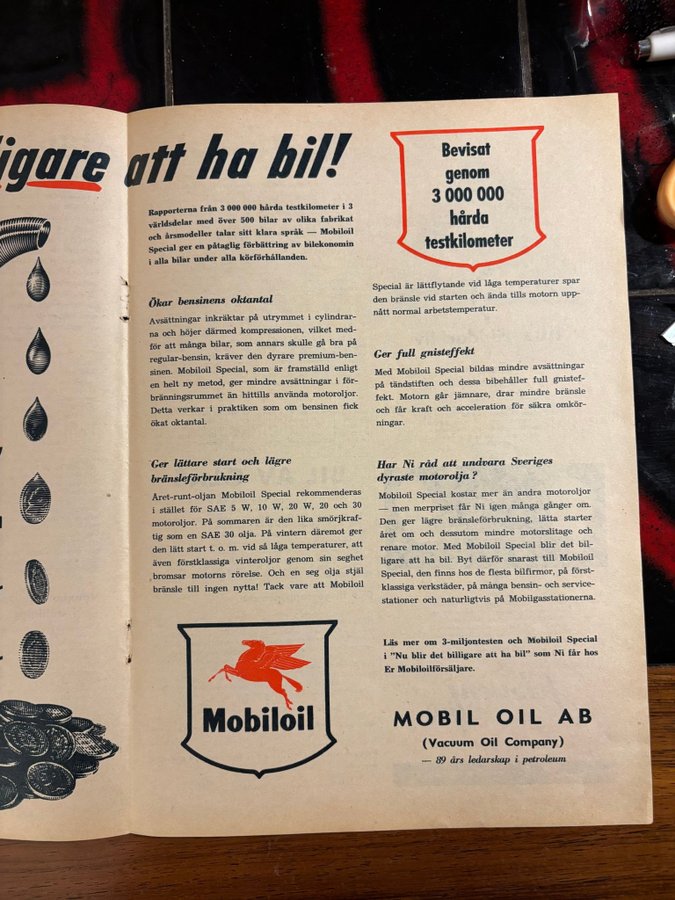 igare att ha bil!
Rapporterna från 3 000 000 hårda testkilometer i 3
världsdelar med över 500 bilar av olika fabrikat
och årsmodeller talar sitt klara språk — Mobiloil
Special ger en påtaglig förbättring av bilekonomin
i alla bilar under alla körförhållanden.
Ökar bensinens oktantal
Avsättningar inkräktar på utrymmet i cylindrar-
na och höjer därmed kompressionen, vilket med-
för att många bilar, som annars skulle gå bra på
regular-bensin, kräver den dyrare premium-ben-
sinen. Mobiloil Special, som är framställd enligt
en helt ny metod, ger mindre avsättningar i för-
bränningsrummet än hittills använda motoroljor.
Detta verkar i praktiken som om bensinen fick
ökat oktantal.
Ger lättare start och lägre
bränsleförbrukning
Året-runt-oljan Mobiloil Special rekommenderas
i stället för SAE 5 W, 10 W, 20 W, 20 och 30
motoroljor. På sommaren är den lika smörjkraf-
tig som en SAE 30 olja. På vintern däremot ger
den lätt start t. o. m. vid så låga temperaturer, att
även förstklassiga vinteroljor genom sin seghet
bromsar motorns rörelse. Och en seg olja stjäl
bränsle till ingen nytta! Tack vare att Mobiloil
Mobiloil
Bevisat
genom
3 000 000
hårda
testkilometer
Special är lättflytande vid låga temperaturer spar
den bränsle vid starten och ända tills motorn upp-
nått normal arbetstemperatur.
Ger full gnisteffekt
Med Mobiloil Special bildas mindre avsättningar
på tändstiften och dessa bibehåller full gnistef-
fekt. Motorn går jämnare, drar mindre bränsle
och får kraft och acceleration för säkra omkör-
ningar.
Har Ni råd att undvara Sveriges
dyraste motorolja?
Mobiloil Special kostar mer än andra motoroljor
— men merpriset får Ni igen många gånger om.
Den ger lägre bränsleförbrukning, lätta starter
året om och dessutom mindre motorslitage och
renare motor. Med Mobiloil Special blir det bil-
ligare att ha bil. Byt därför snarast till Mobiloil
Special, den finns hos de flesta bilfirmor, på först-
klassiga verkstäder, på många bensin- och service-
stationer och naturligtvis på Mobilgasstationerna.
Läs mer om 3-miljontesten och Mobiloil Special
i "Nu blir det billigare att ha bil" som Ni får hos
Er Mobiloilförsäljare.
MOBIL OIL AB
(Vacuum Oil Company)
— 89 års ledarskap i petroleum